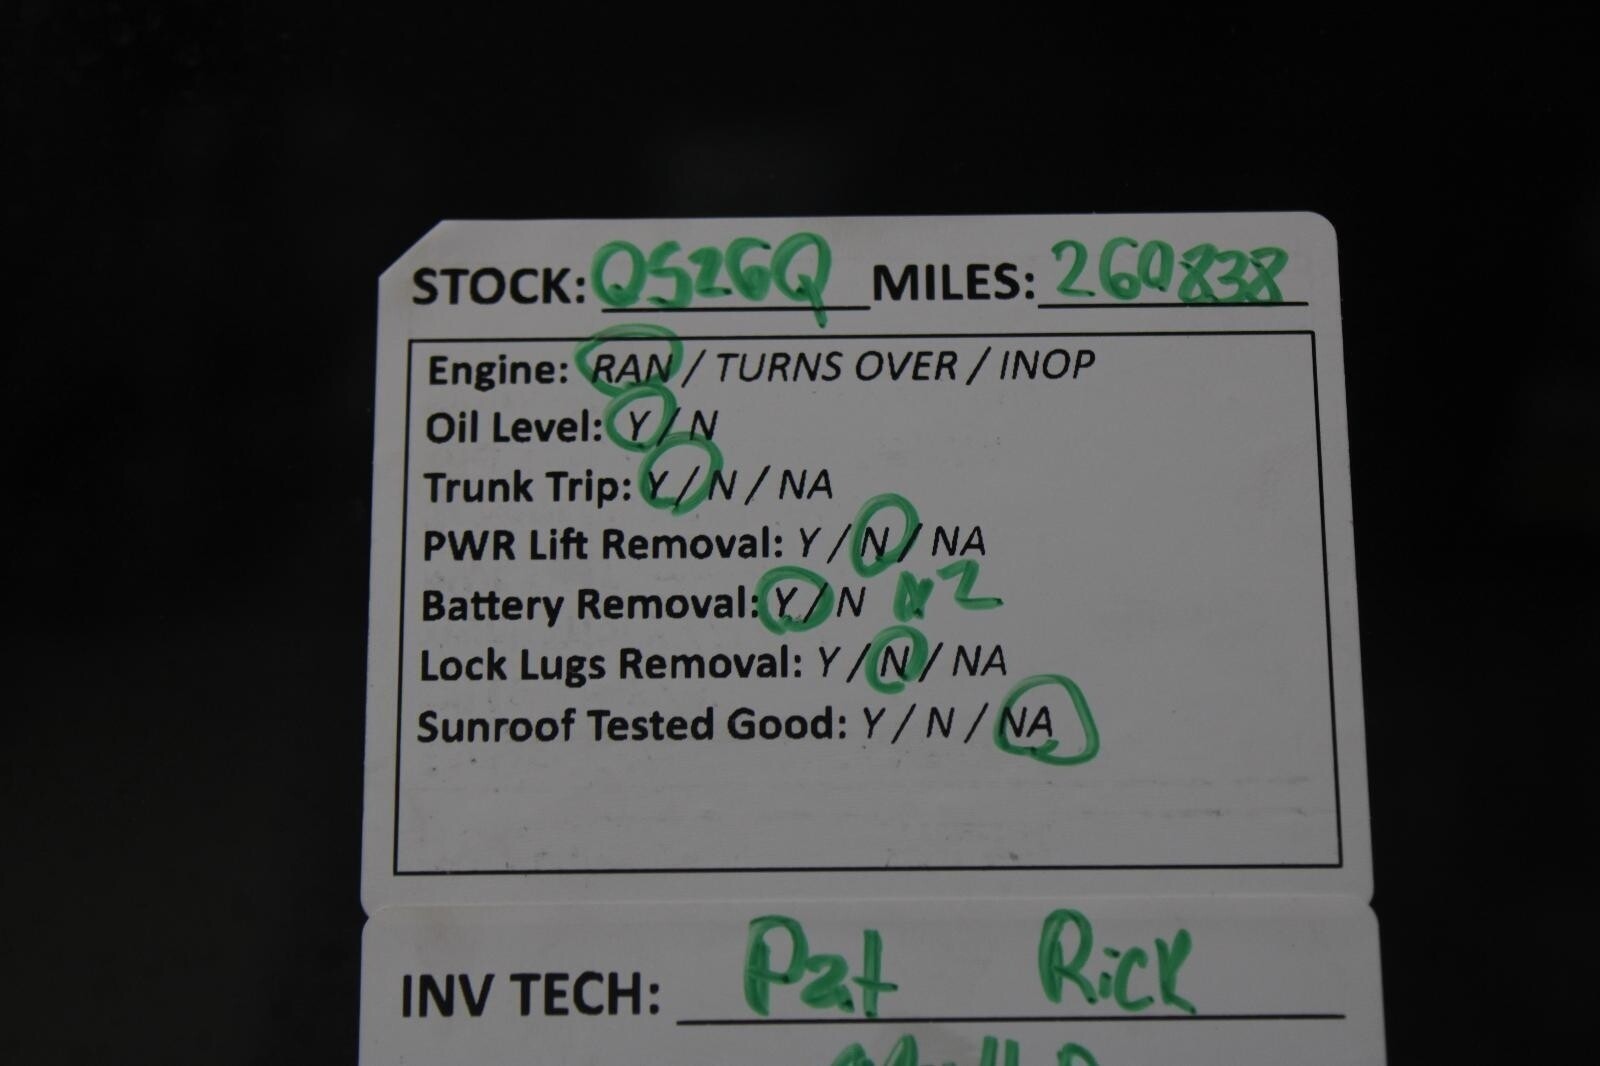 STOCK: QS26Q MILES: 260838
Engine: RAN / TURNS OVER / INOP
Oil Level: Y / N
Trunk Trip: Y / N / NA
PWR Lift Removal: Y / N / NA
Battery Removal: Y / N x2
Lock Lugs Removal: Y / N / NA
Sunroof Tested Good: Y / N / NA
INV TECH: Pat Rick